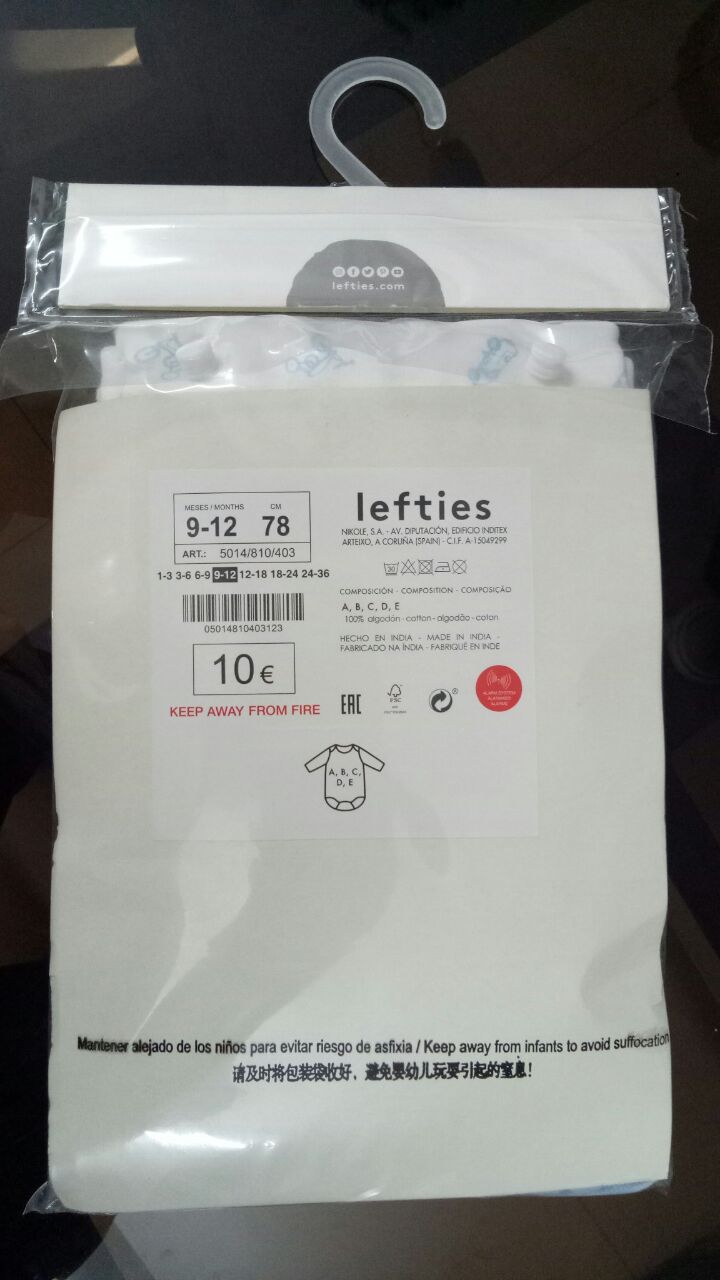 lefties.com
MESES / MONTHS CM
9-12 78
ART.: 5014/810/403
1-3 3-6 6-9 9-12 12-18 18-24 24-36
05014810403123
10€
KEEP AWAY FROM FIRE
lefties
NIKOLE, S.A. - AV. DIPUTACIÓN, EDIFICIO INDITEX
ARTEIXO, A CORUÑA (SPAIN) - C.I.F. A-15049299
30
COMPOSICIÓN - COMPOSITION - COMPOSIÇÃO
A, B, C, D, E
100% algodón - cotton - algodão - coton
HECHO EN INDIA - MADE IN INDIA -
FABRICADO NA ÍNDIA - FABRIQUÉ EN INDE
EAC
FSC
ALARM SYSTEM
A, B, C,
D, E
Mantener alejado de los niños para evitar riesgo de asfixia / Keep away from infants to avoid suffocation
请及时将包装袋收好，避免婴幼儿玩耍引起的窒息！